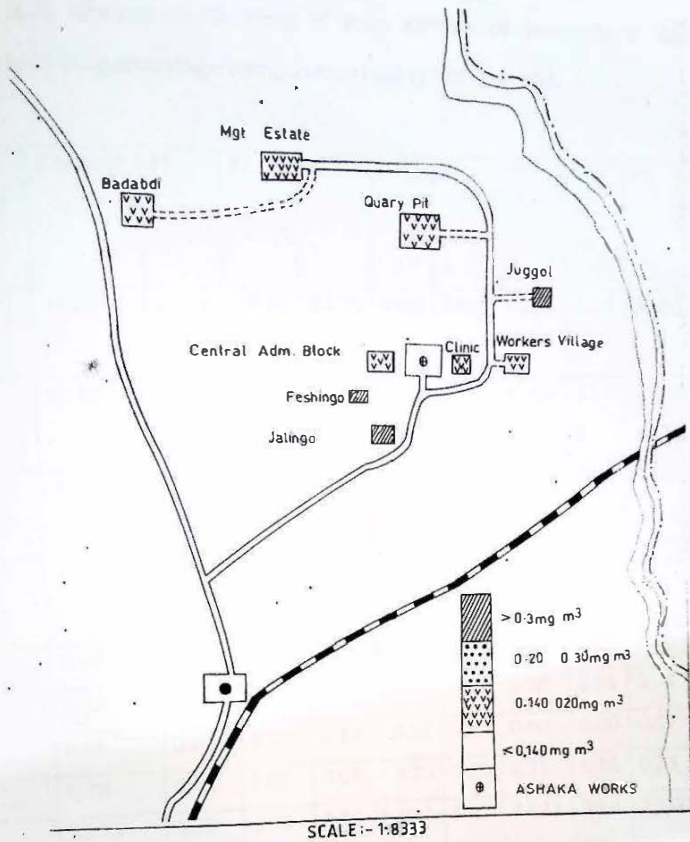 Mgt Estate
Badabdi
Quary Pit
Juggol
Central Adm. Block
Clinic
Workers Village
Feshingo
Jalingo
>0·3mg m³
0·20 0 30mg m³
0.140 020mg m³
≤0,140mg m³
ASHAKA WORKS
SCALE:- 1:8333